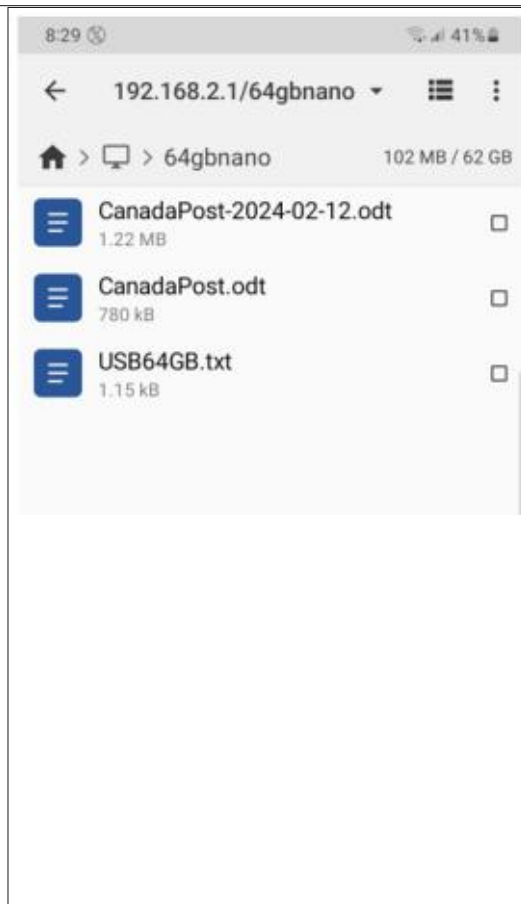 8:29 41%
192.168.2.1/64gbnano
> > 64gbnano 102 MB / 62 GB
CanadaPost-2024-02-12.odt
1.22 MB
CanadaPost.odt
780 kB
USB64GB.txt
1.15 kB